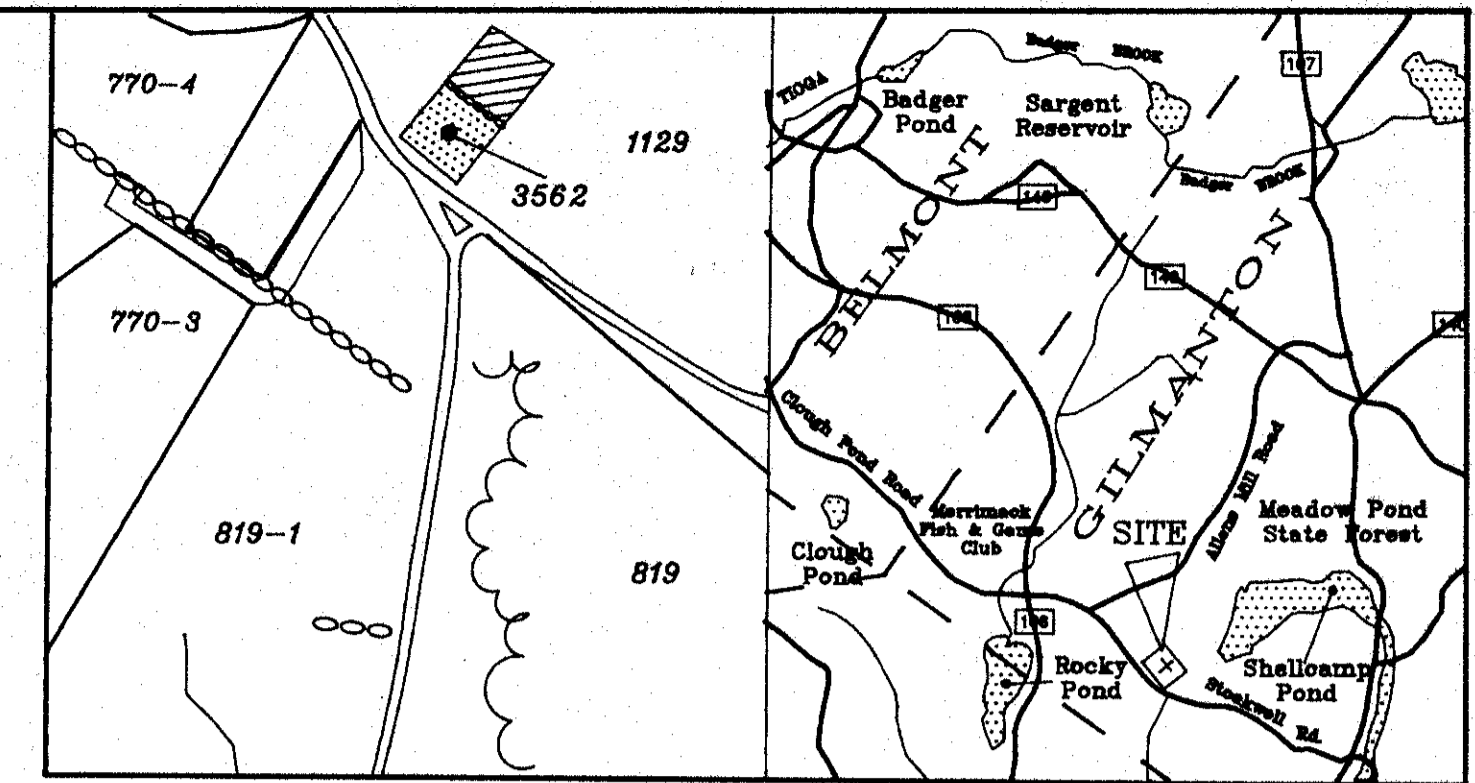 770-4
1129
3562
770-3
819-1
819
TIOGA
Badger BROOK
107
Badger
Pond
Sargent
Reservoir
140
Badger BROOK
BELMONT
GILMANTON
140
106
140
Clough Pond Road
Merrimack
Fish & Game
Club
SITE
Allens Mill Road
Meadow Pond
State Forest
Clough
Pond
106
Rocky
Pond
Shellcamp
Pond
Stockwell Rd.